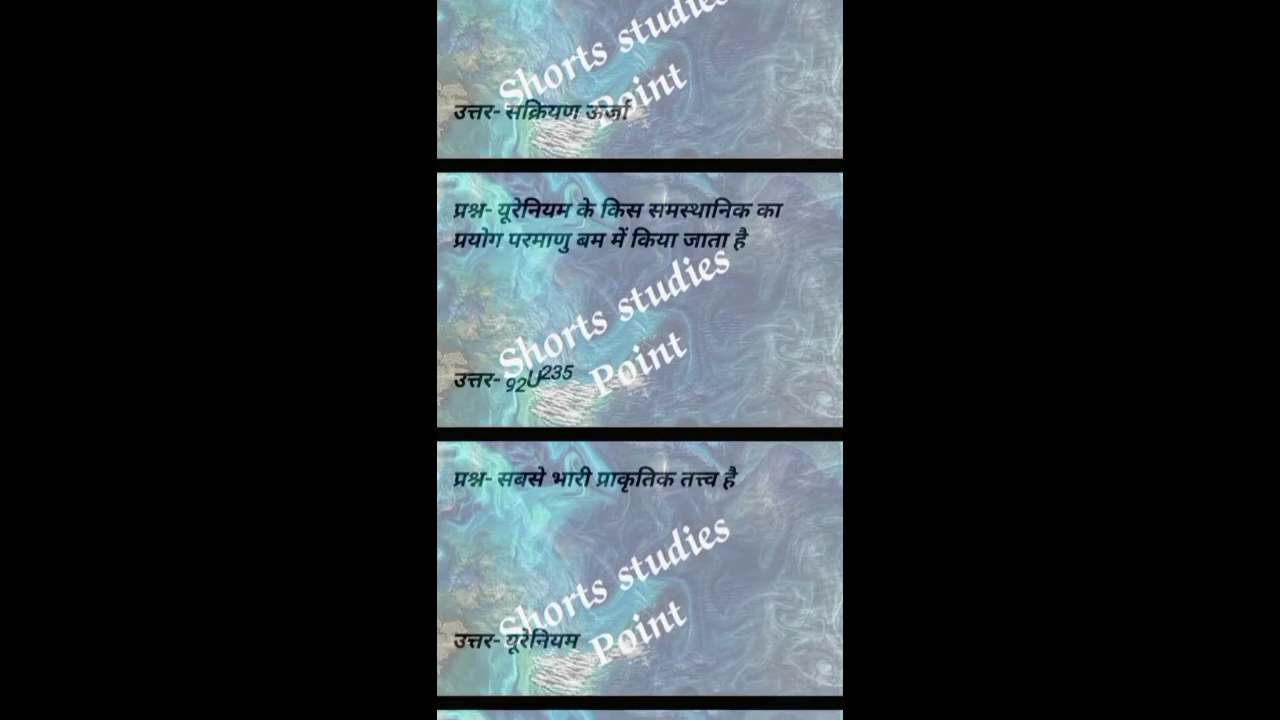 Shorts studies
Point
उत्तर- सक्रियण ऊर्जा
प्रश्न- यूरेनियम के किस समस्थानिक का
प्रयोग परमाणु बम में किया जाता है
Shorts studies
Point
उत्तर- ₉₂U²³⁵
प्रश्न- सबसे भारी प्राकृतिक तत्त्व है
Shorts studies
Point
उत्तर- यूरेनियम